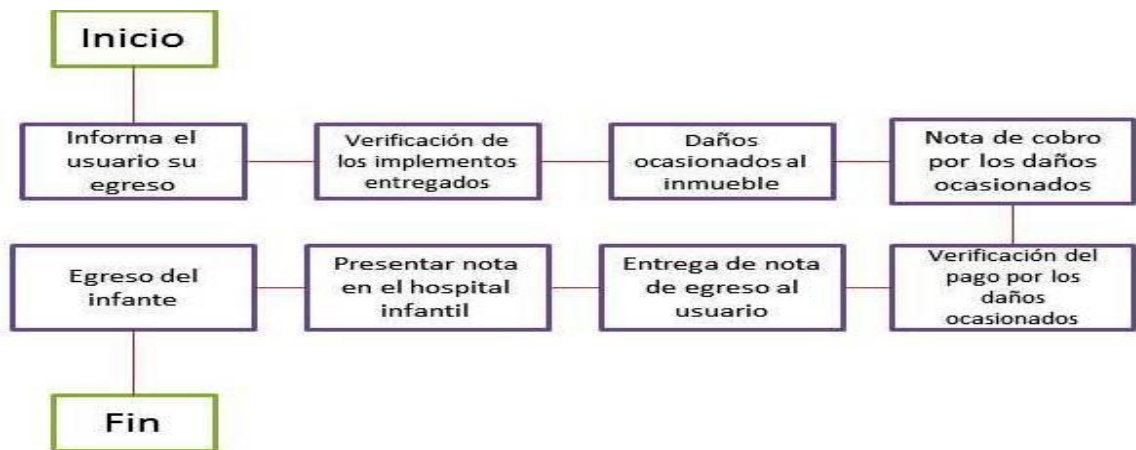 Inicio
Informa el
usuario su
egreso
Verificación de
los implementos
entregados
Daños
ocasionados al
inmueble
Nota de cobro
por los daños
ocasionados
Verificación del
pago por los
daños
ocasionados
Entrega de nota
de egreso al
usuario
Presentar nota
en el hospital
infantil
Egreso del
infante
Fin